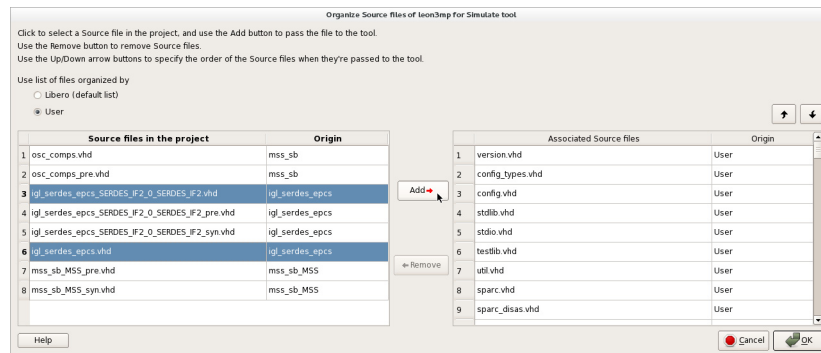 Organize Source files of leon3mp for Simulate tool
Click to select a Source file in the project, and use the Add button to pass the file to the tool.
Use the Remove button to remove Source files.
Use the Up/Down arrow buttons to specify the order of the Source files when they're passed to the tool.
Use list of files organized by
Libero (default list)
User
Source files in the project Origin
1 osc_comps.vhd mss_sb
2 osc_comps_pre.vhd mss_sb
3 igl_serdes_epcs_SERDES_IF2_0_SERDES_IF2.vhd igl_serdes_epcs
4 igl_serdes_epcs_SERDES_IF2_0_SERDES_IF2_pre.vhd igl_serdes_epcs
5 igl_serdes_epcs_SERDES_IF2_0_SERDES_IF2_syn.vhd igl_serdes_epcs
6 igl_serdes_epcs.vhd igl_serdes_epcs
7 mss_sb_MSS_pre.vhd mss_sb_MSS
8 mss_sb_MSS_syn.vhd mss_sb_MSS
Add
Remove
Associated Source files Origin
1 version.vhd User
2 config_types.vhd User
3 config.vhd User
4 stdlib.vhd User
5 stdio.vhd User
6 testlib.vhd User
7 util.vhd User
8 sparc.vhd User
9 sparc_disas.vhd User
Help
Cancel
OK